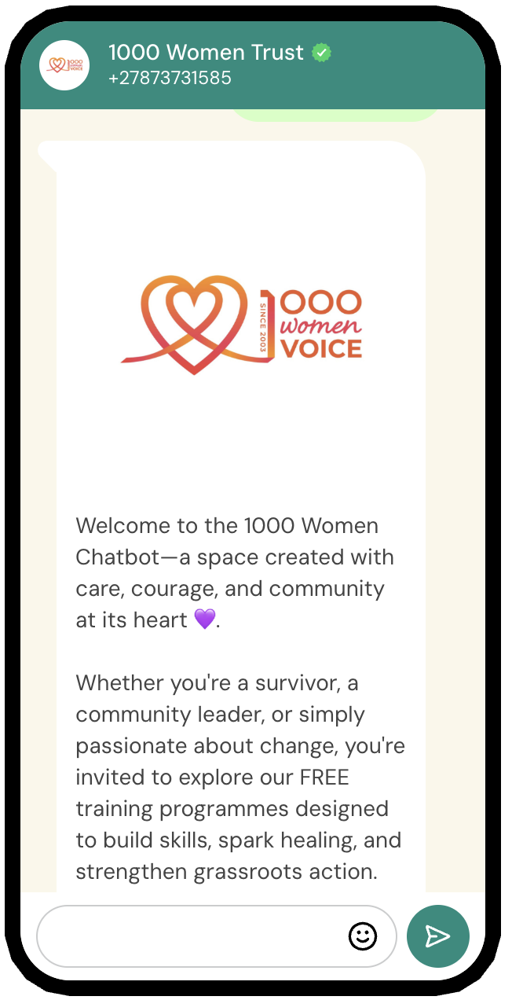 1000 Women Trust
+27873731585
SINCE 2003
1000
women
VOICE
Welcome to the 1000 Women
Chatbot—a space created with
care, courage, and community
at its heart 💜.
Whether you're a survivor, a
community leader, or simply
passionate about change, you're
invited to explore our FREE
training programmes designed
to build skills, spark healing, and
strengthen grassroots action.